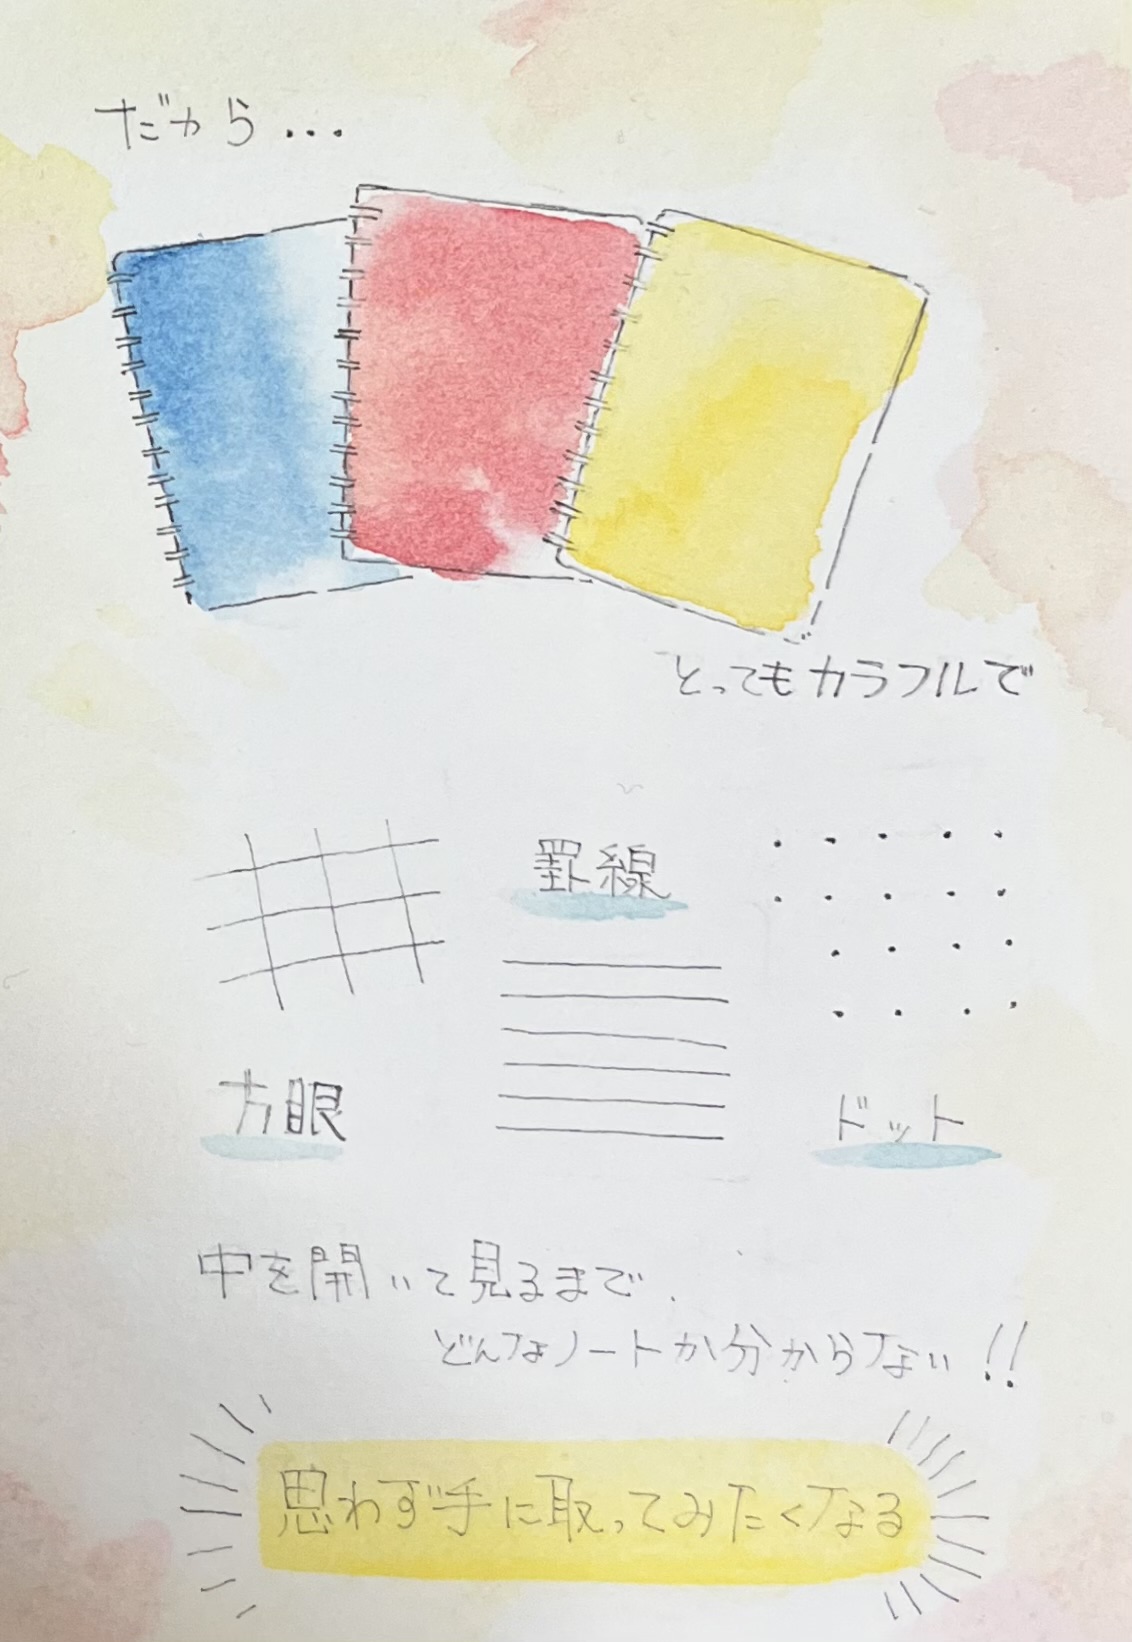 だから...
とってもカラフルで
罫線
方眼
ドット
中を開いて見るまで、
どんなノートか分からない!!
思わず手に取ってみたくなる